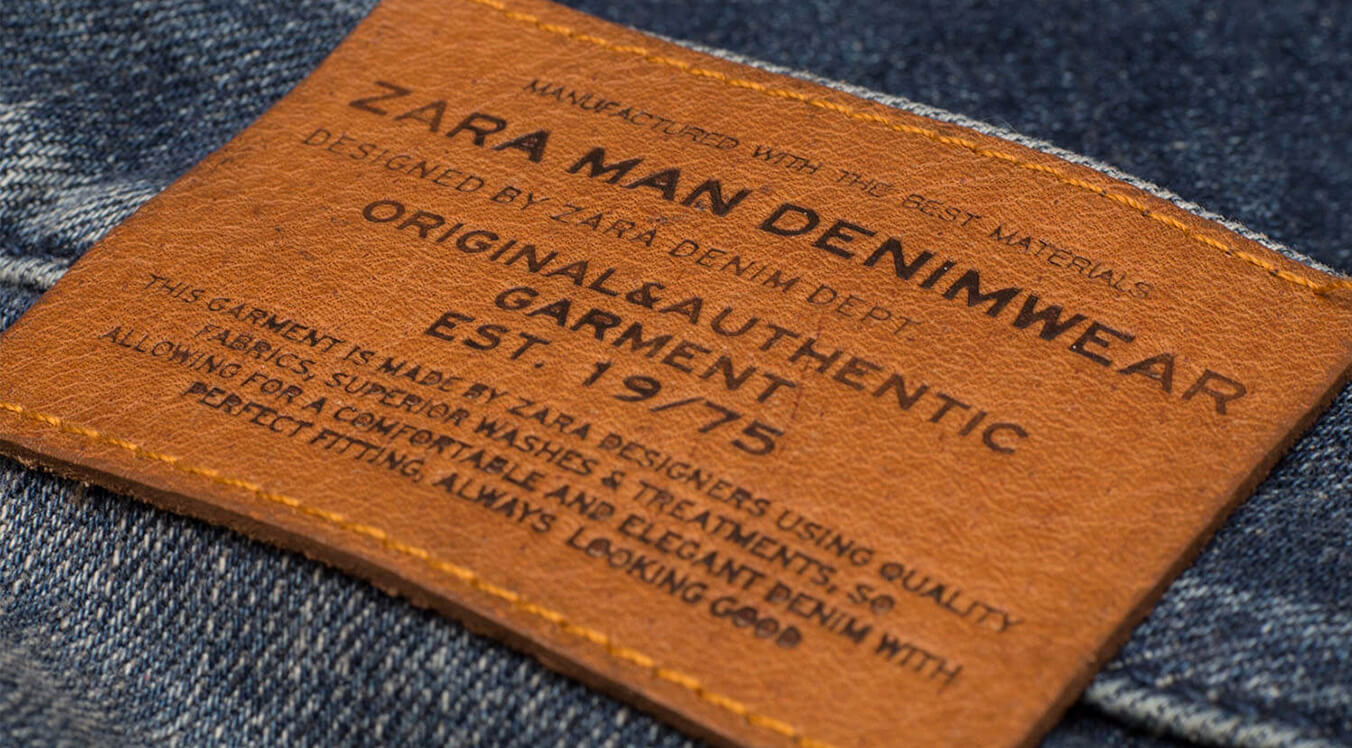 MANUFACTURED WITH THE BEST MATERIALS
ZARA MAN DENIMWEAR
DESIGNED BY ZARA DENIM DEPT.
ORIGINAL&AUTHENTIC
GARMENT
EST. 19/75
THIS GARMENT IS MADE BY ZARA DESIGNERS USING QUALITY
FABRICS, SUPERIOR WASHES & TREATMENTS, SO
ALLOWING FOR A COMFORTABLE AND ELEGANT DENIM WITH
PERFECT FITTING, ALWAYS LOOKING GOOD